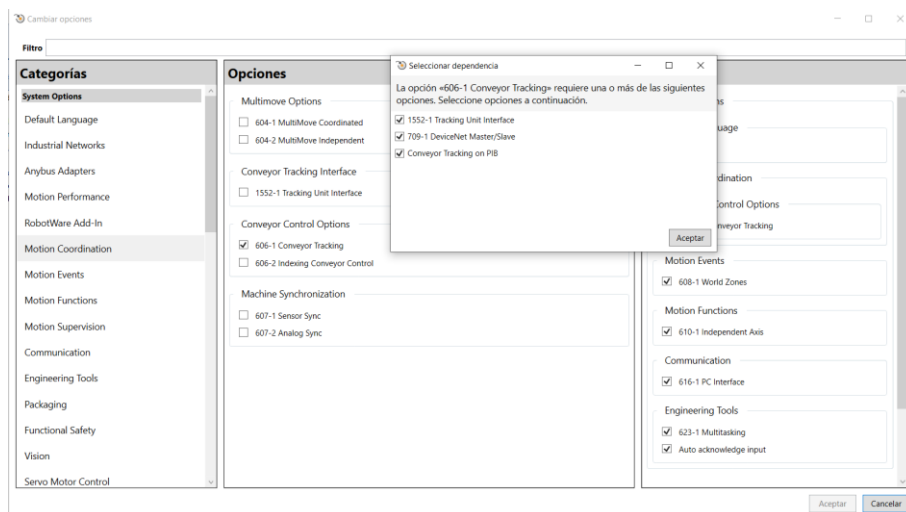 Cambiar opciones
Filtro
Categorías
System Options
Default Language
Industrial Networks
Anybus Adapters
Motion Performance
RobotWare Add-In
Motion Coordination
Motion Events
Motion Functions
Motion Supervision
Communication
Engineering Tools
Packaging
Functional Safety
Vision
Servo Motor Control
Opciones
Multimove Options
604-1 MultiMove Coordinated
604-2 MultiMove Independent
Conveyor Tracking Interface
1552-1 Tracking Unit Interface
Conveyor Control Options
606-1 Conveyor Tracking
606-2 Indexing Conveyor Control
Machine Synchronization
607-1 Sensor Sync
607-2 Analog Sync
Seleccionar dependencia
La opción «606-1 Conveyor Tracking» requiere una o más de las siguientes
opciones. Seleccione opciones a continuación.
1552-1 Tracking Unit Interface
709-1 DeviceNet Master/Slave
Conveyor Tracking on PIB
Aceptar
Control Options
Tracking
Motion Events
608-1 World Zones
Motion Functions
610-1 Independent Axis
Communication
616-1 PC Interface
Engineering Tools
623-1 Multitasking
Auto acknowledge input
Aceptar
Cancelar